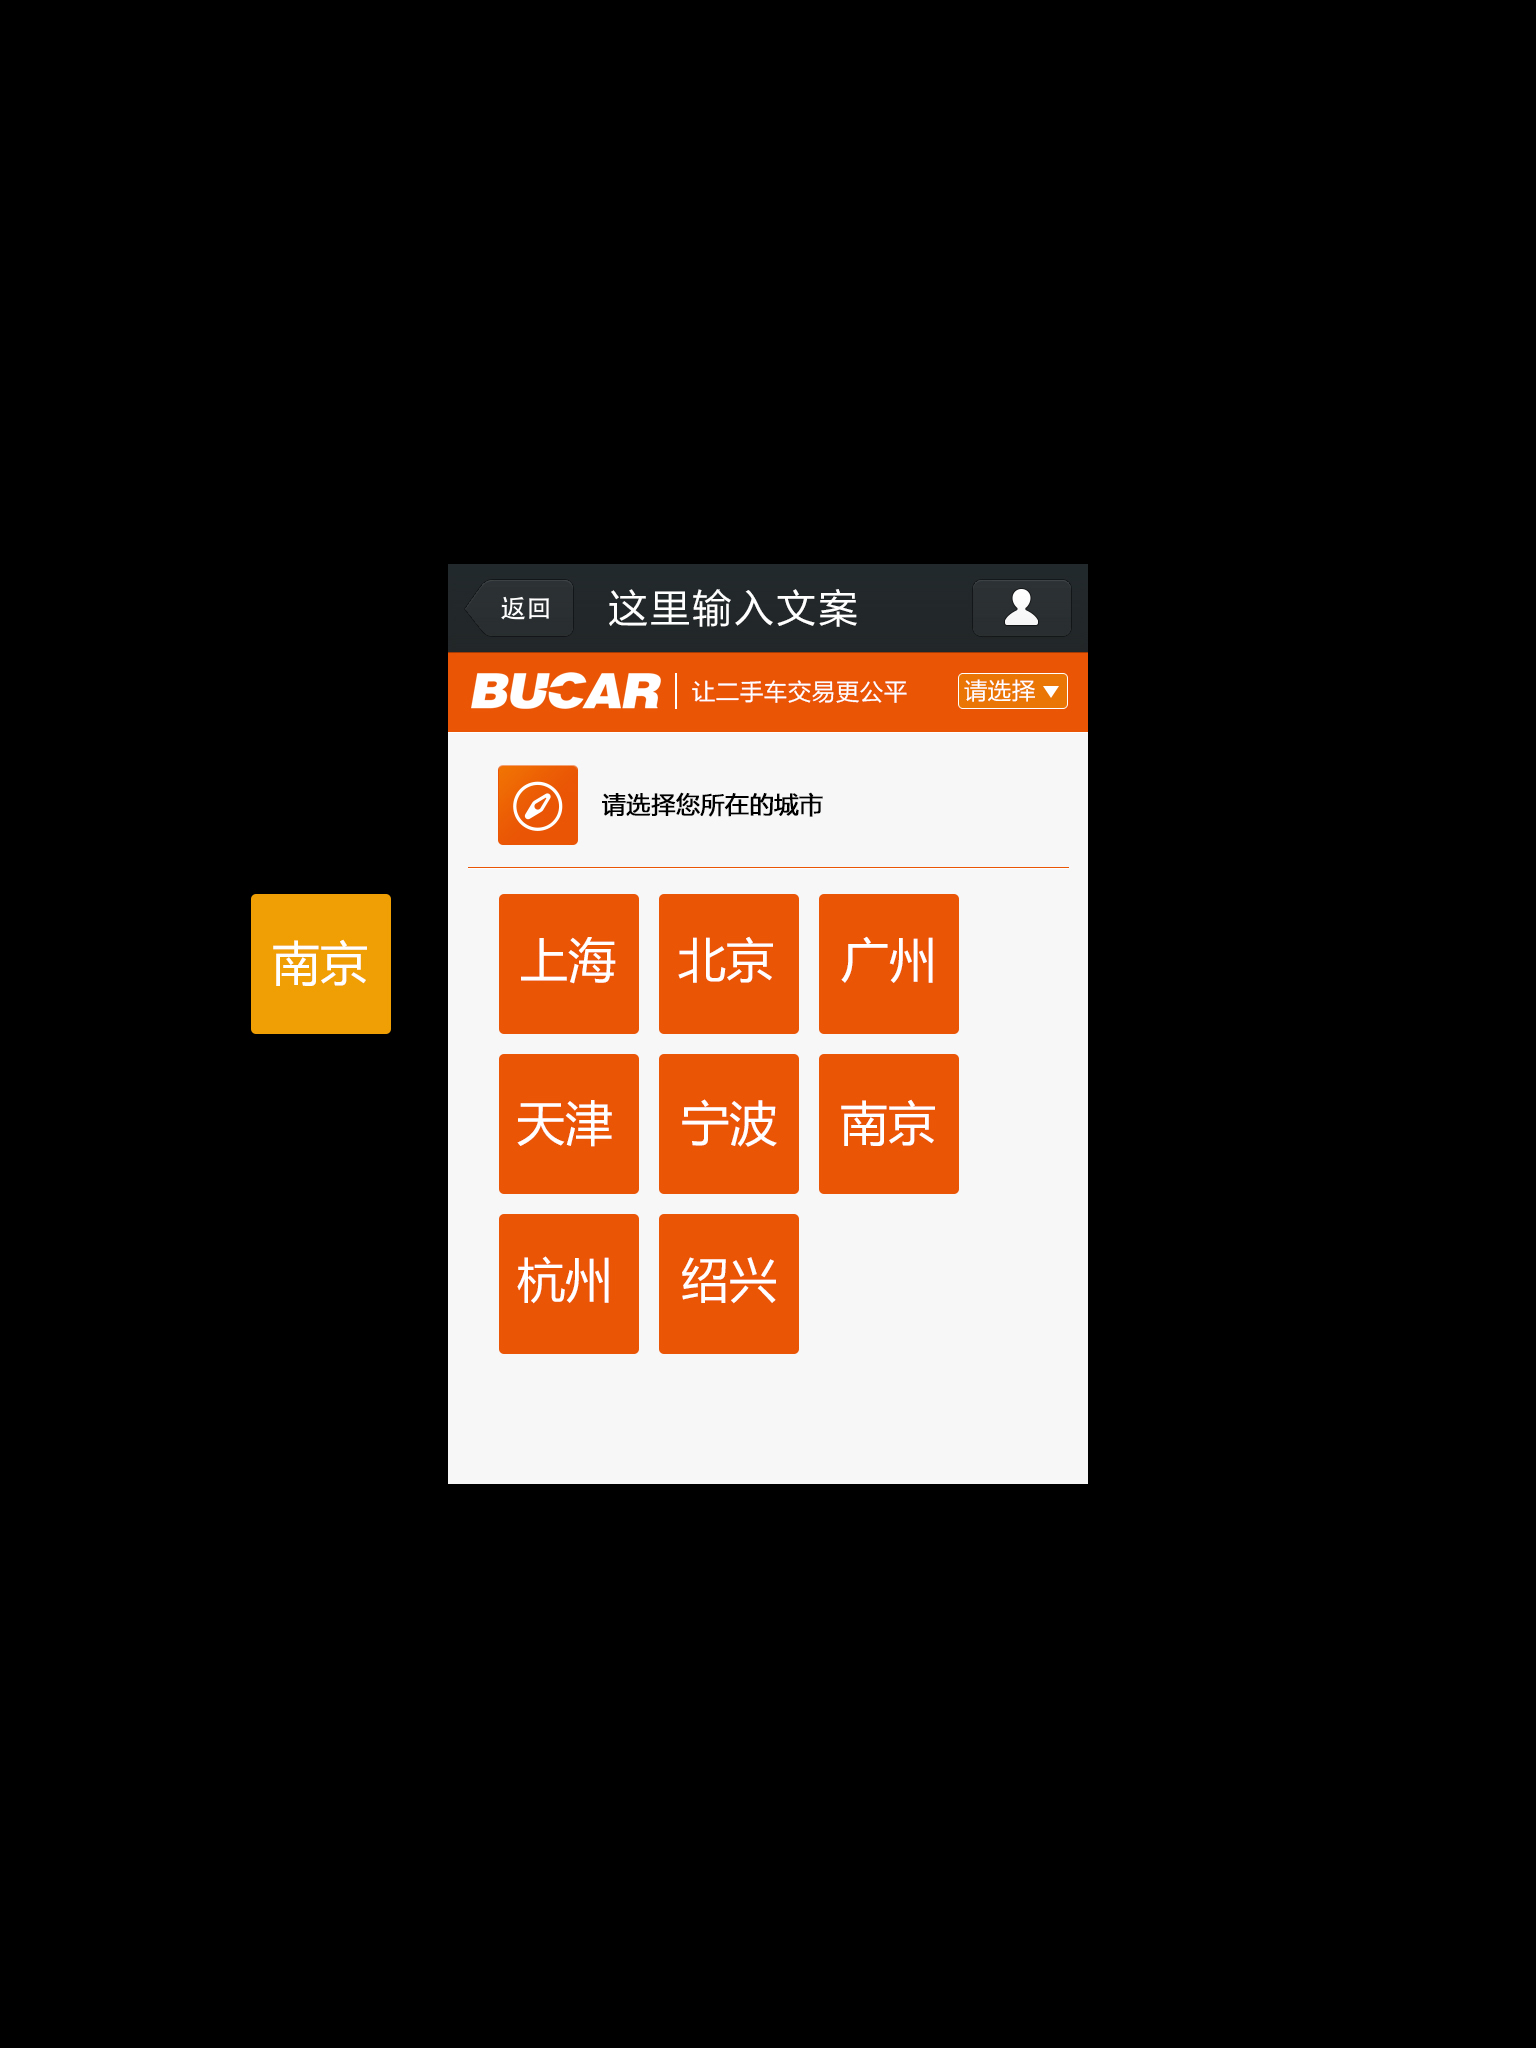 返回 这里输入文案
BUCAR 让二手车交易更公平 请选择
请选择您所在的城市
南京
上海 北京 广州
天津 宁波 南京
杭州 绍兴